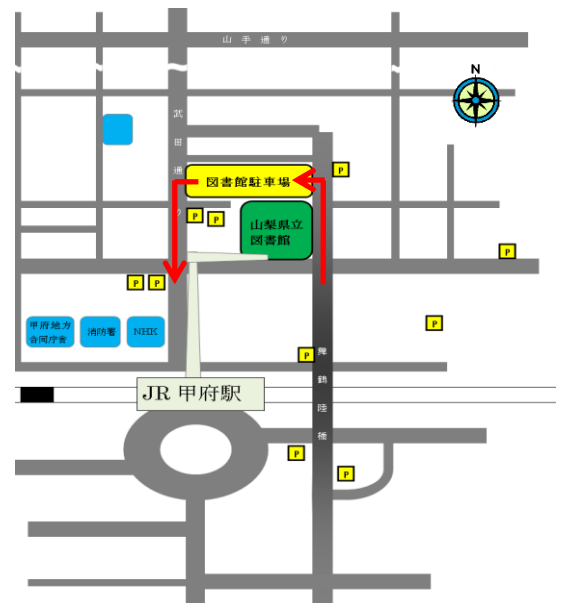 山手通り
N
武田通り
P
図書館駐車場
P
P
山梨県立
図書館
P
P
P
P
甲府地方
合同庁舎
消防署
NHK
P
舞鶴陸橋
JR 甲府駅
P
P